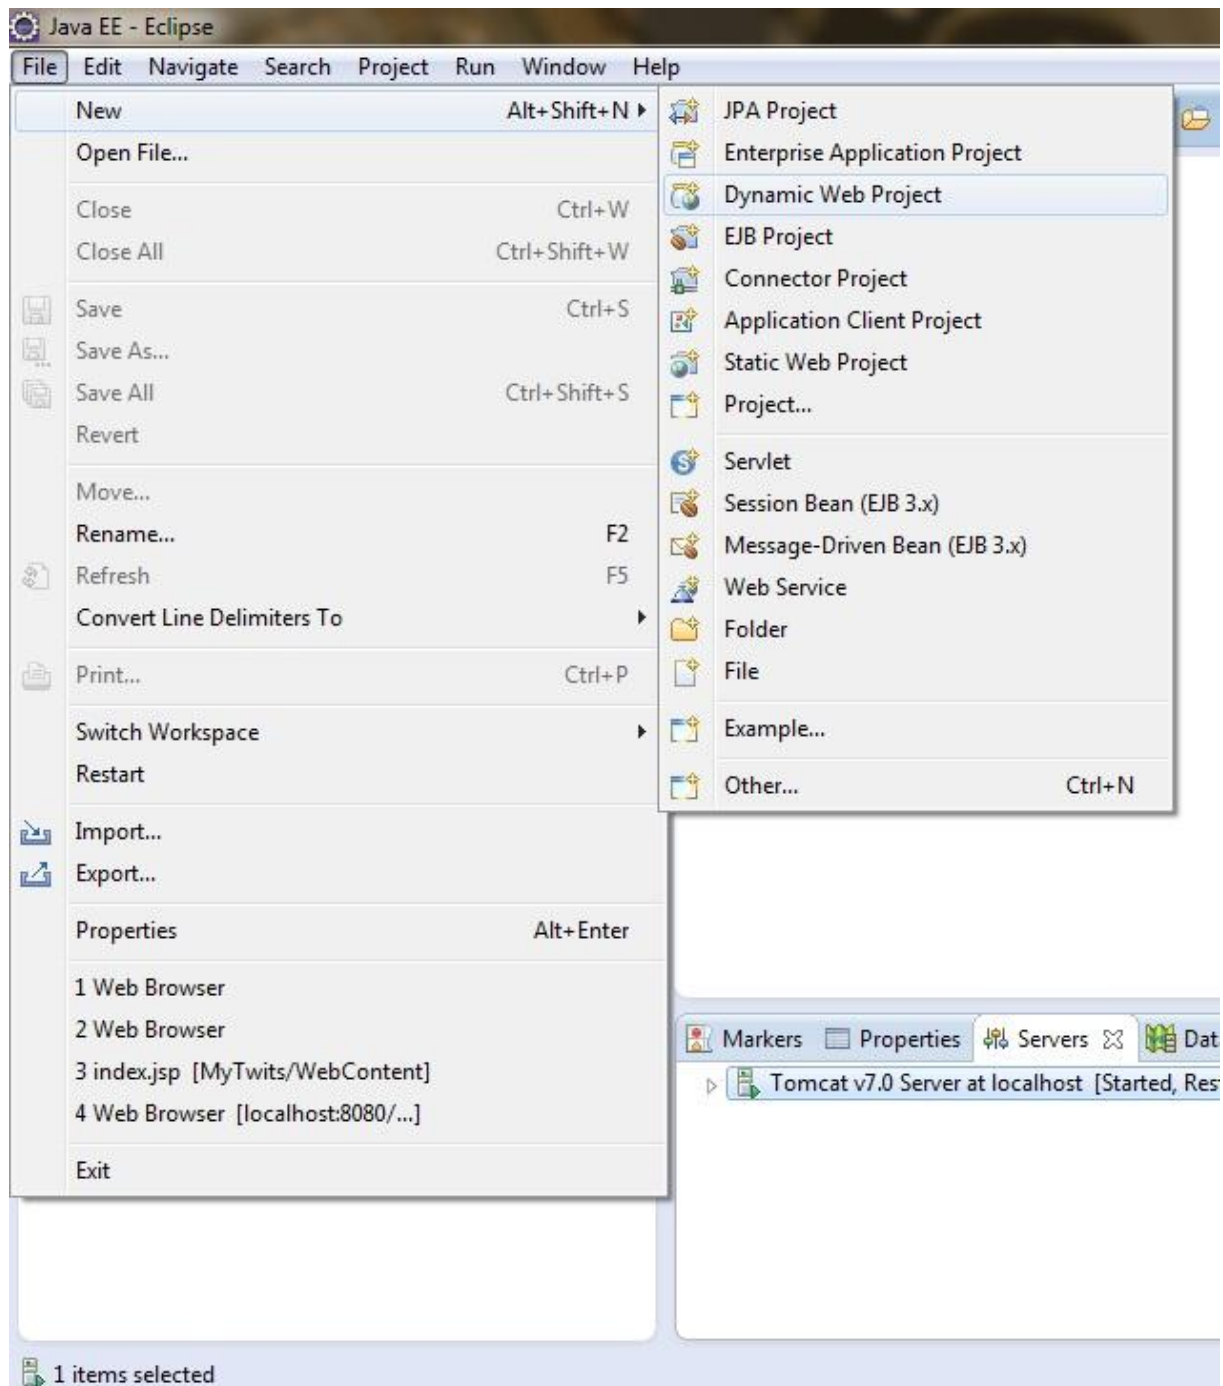 Java EE - Eclipse
File Edit Navigate Search Project Run Window Help
New Alt+Shift+N
Open File...
Close Ctrl+W
Close All Ctrl+Shift+W
Save Ctrl+S
Save As...
Save All Ctrl+Shift+S
Revert
Move...
Rename... F2
Refresh F5
Convert Line Delimiters To
Print... Ctrl+P
Switch Workspace
Restart
Import...
Export...
Properties Alt+Enter
1 Web Browser
2 Web Browser
3 index.jsp [MyTwits/WebContent]
4 Web Browser [localhost:8080/...]
Exit
JPA Project
Enterprise Application Project
Dynamic Web Project
EJB Project
Connector Project
Application Client Project
Static Web Project
Project...
Servlet
Session Bean (EJB 3.x)
Message-Driven Bean (EJB 3.x)
Web Service
Folder
File
Example...
Other... Ctrl+N
Markers Properties Servers Dat
Tomcat v7.0 Server at localhost [Started, Res
1 items selected